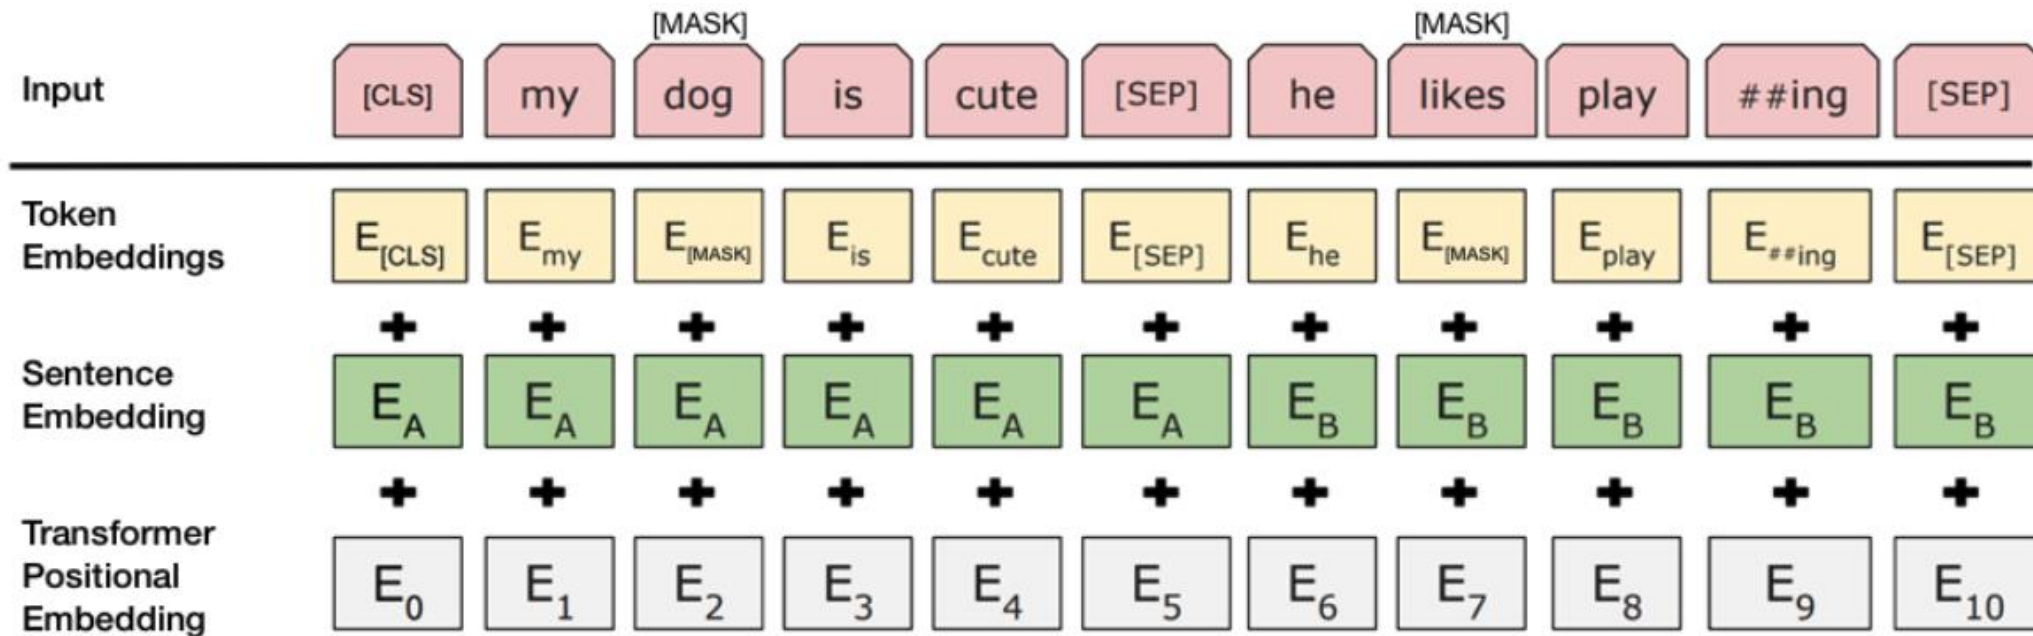 [MASK] [MASK]
Input [CLS] my dog is cute [SEP] he likes play ##ing [SEP]
Token
Embeddings
E[CLS] Emy E[MASK] Eis Ecute E[SEP] Ehe E[MASK] Eplay E##ing E[SEP]
+ + + + + + + + + + +
Sentence
Embedding
EA EA EA EA EA EA EB EB EB EB EB
+ + + + + + + + + + +
Transformer
Positional
Embedding
E0 E1 E2 E3 E4 E5 E6 E7 E8 E9 E10